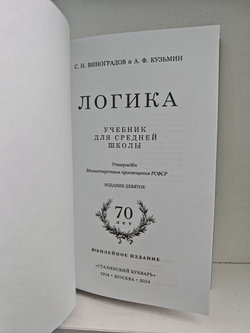 С. Н. ВИНОГРАДОВ и А. Ф. КУЗЬМИН
ЛОГИКА
УЧЕБНИК
ДЛЯ СРЕДНЕЙ
ШКОЛЫ
Утверждён
Министерством просвещения РСФСР
ИЗДАНИЕ ДЕВЯТОЕ
70
ЛЕТ
ЮБИЛЕЙНОЕ ИЗДАНИЕ
«СТАЛИНСКИЙ БУКВАРЬ»
1954 • МОСКВА • 2024